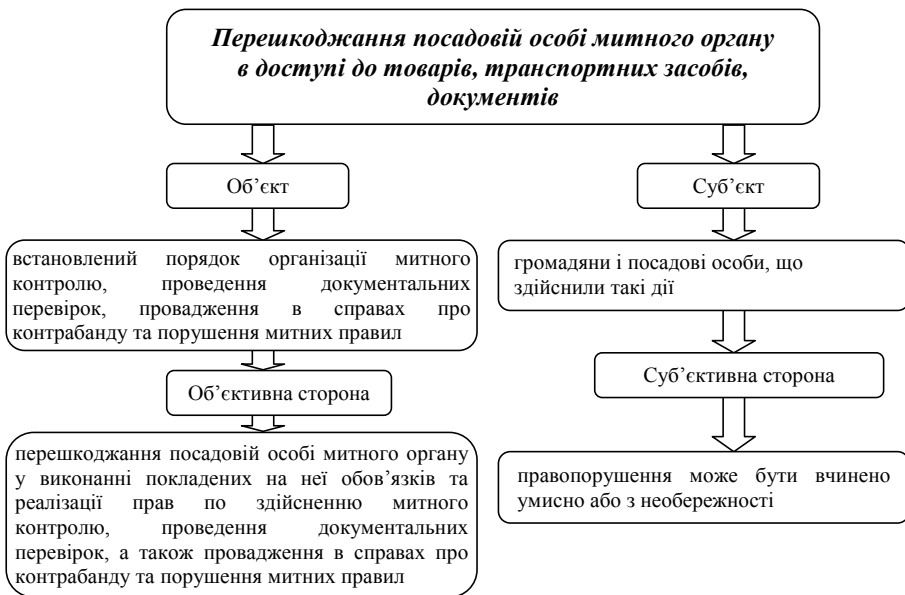 Перешкоджання посадовій особі митного органу
в доступі до товарів, транспортних засобів,
документів
Об’єкт
встановлений порядок організації митного
контролю, проведення документальних
перевірок, провадження в справах про
контрабанду та порушення митних правил
Об’єктивна сторона
перешкоджання посадовій особі митного органу
у виконанні покладених на неї обов’язків та
реалізації прав по здійсненню митного
контролю, проведення документальних
перевірок, а також провадження в справах про
контрабанду та порушення митних правил
Суб’єкт
громадяни і посадові особи, що
здійснили такі дії
Суб’єктивна сторона
правопорушення може бути вчинено
умисно або з необережності